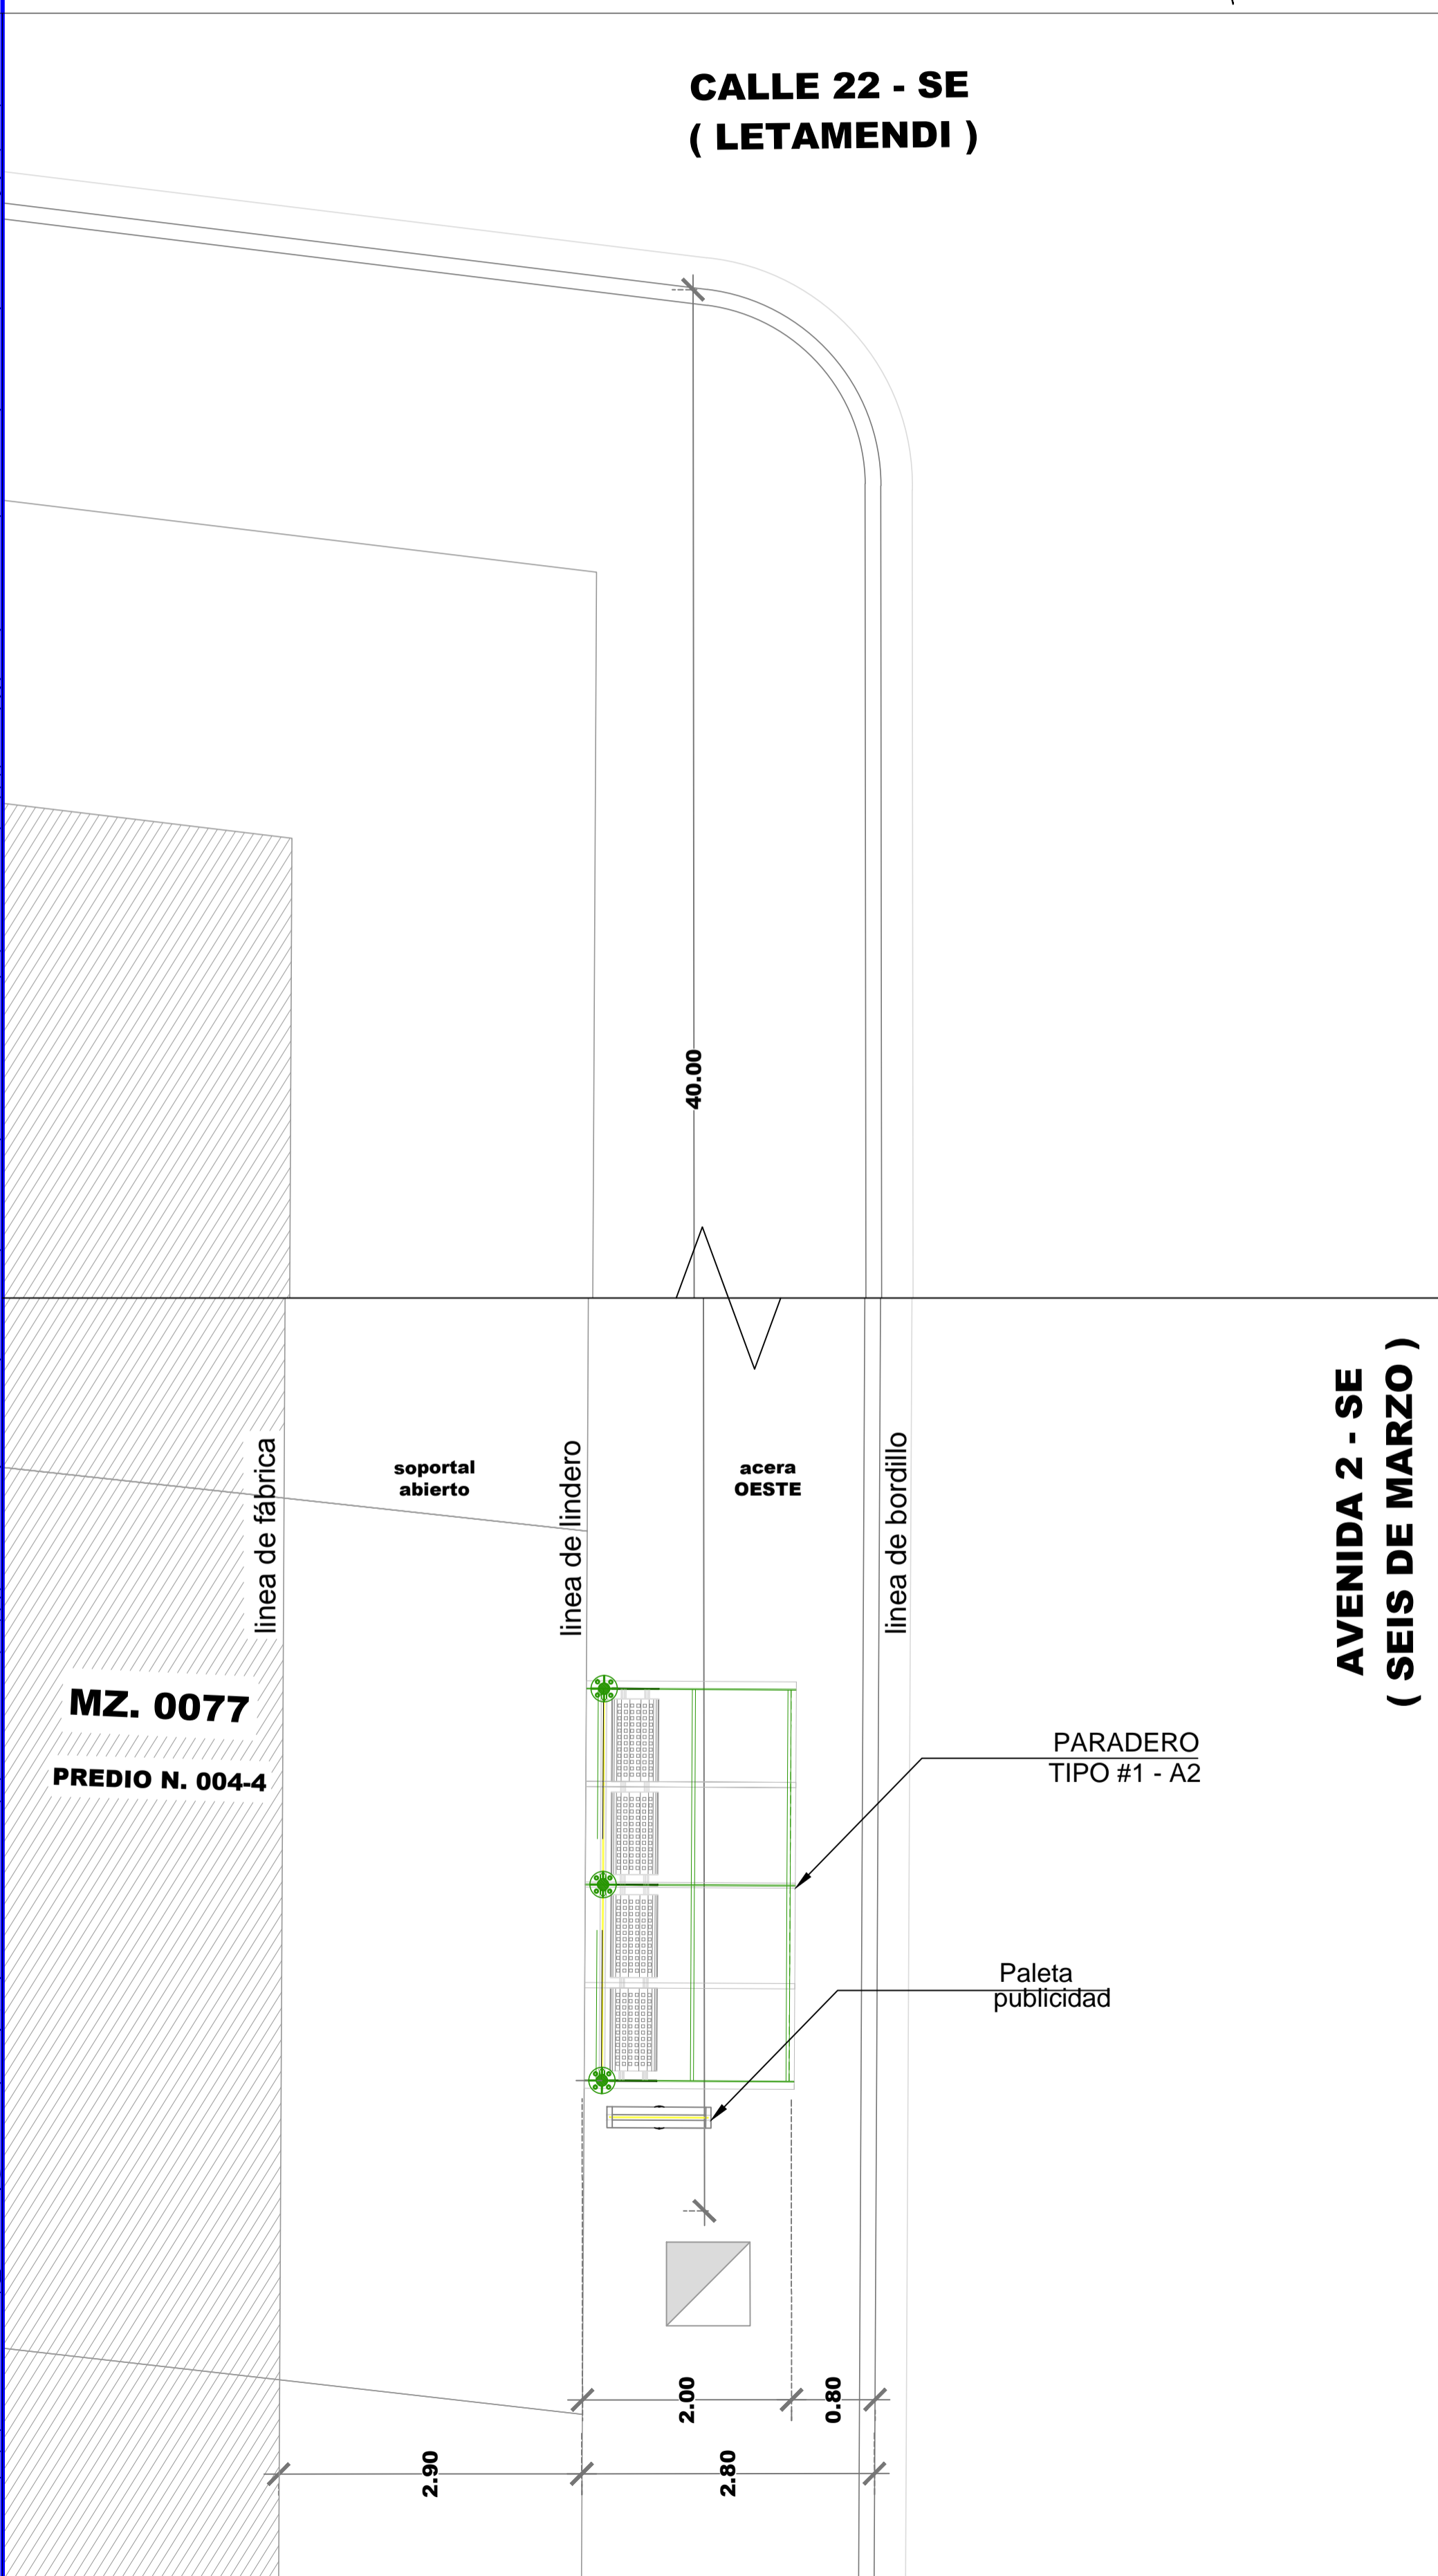 CALLE 22 - SE
( LETAMENDI )
40.00
linea de fábrica
soportal
abierto
linea de lindero
acera
OESTE
linea de bordillo
AVENIDA 2 - SE
( SEIS DE MARZO )
MZ. 0077
PREDIO N. 004-4
PARADERO
TIPO #1 - A2
Paleta
publicidad
2.00
0.80
2.90
2.80